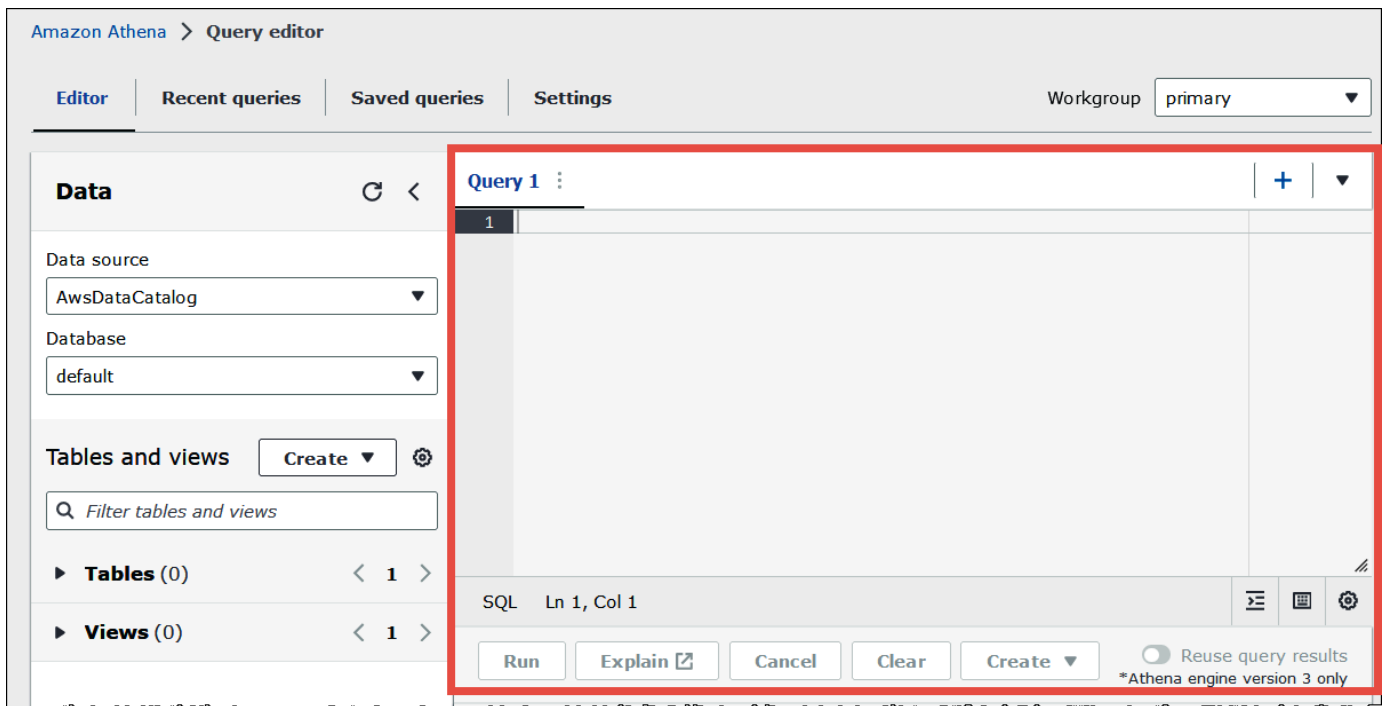 Amazon Athena > Query editor
Editor Recent queries Saved queries Settings Workgroup primary
Data
Data source
AwsDataCatalog
Database
default
Tables and views Create
Filter tables and views
Tables (0) < 1 >
Views (0) < 1 >
Query 1 +
1
SQL Ln 1, Col 1
Run Explain Cancel Clear Create Reuse query results
*Athena engine version 3 only